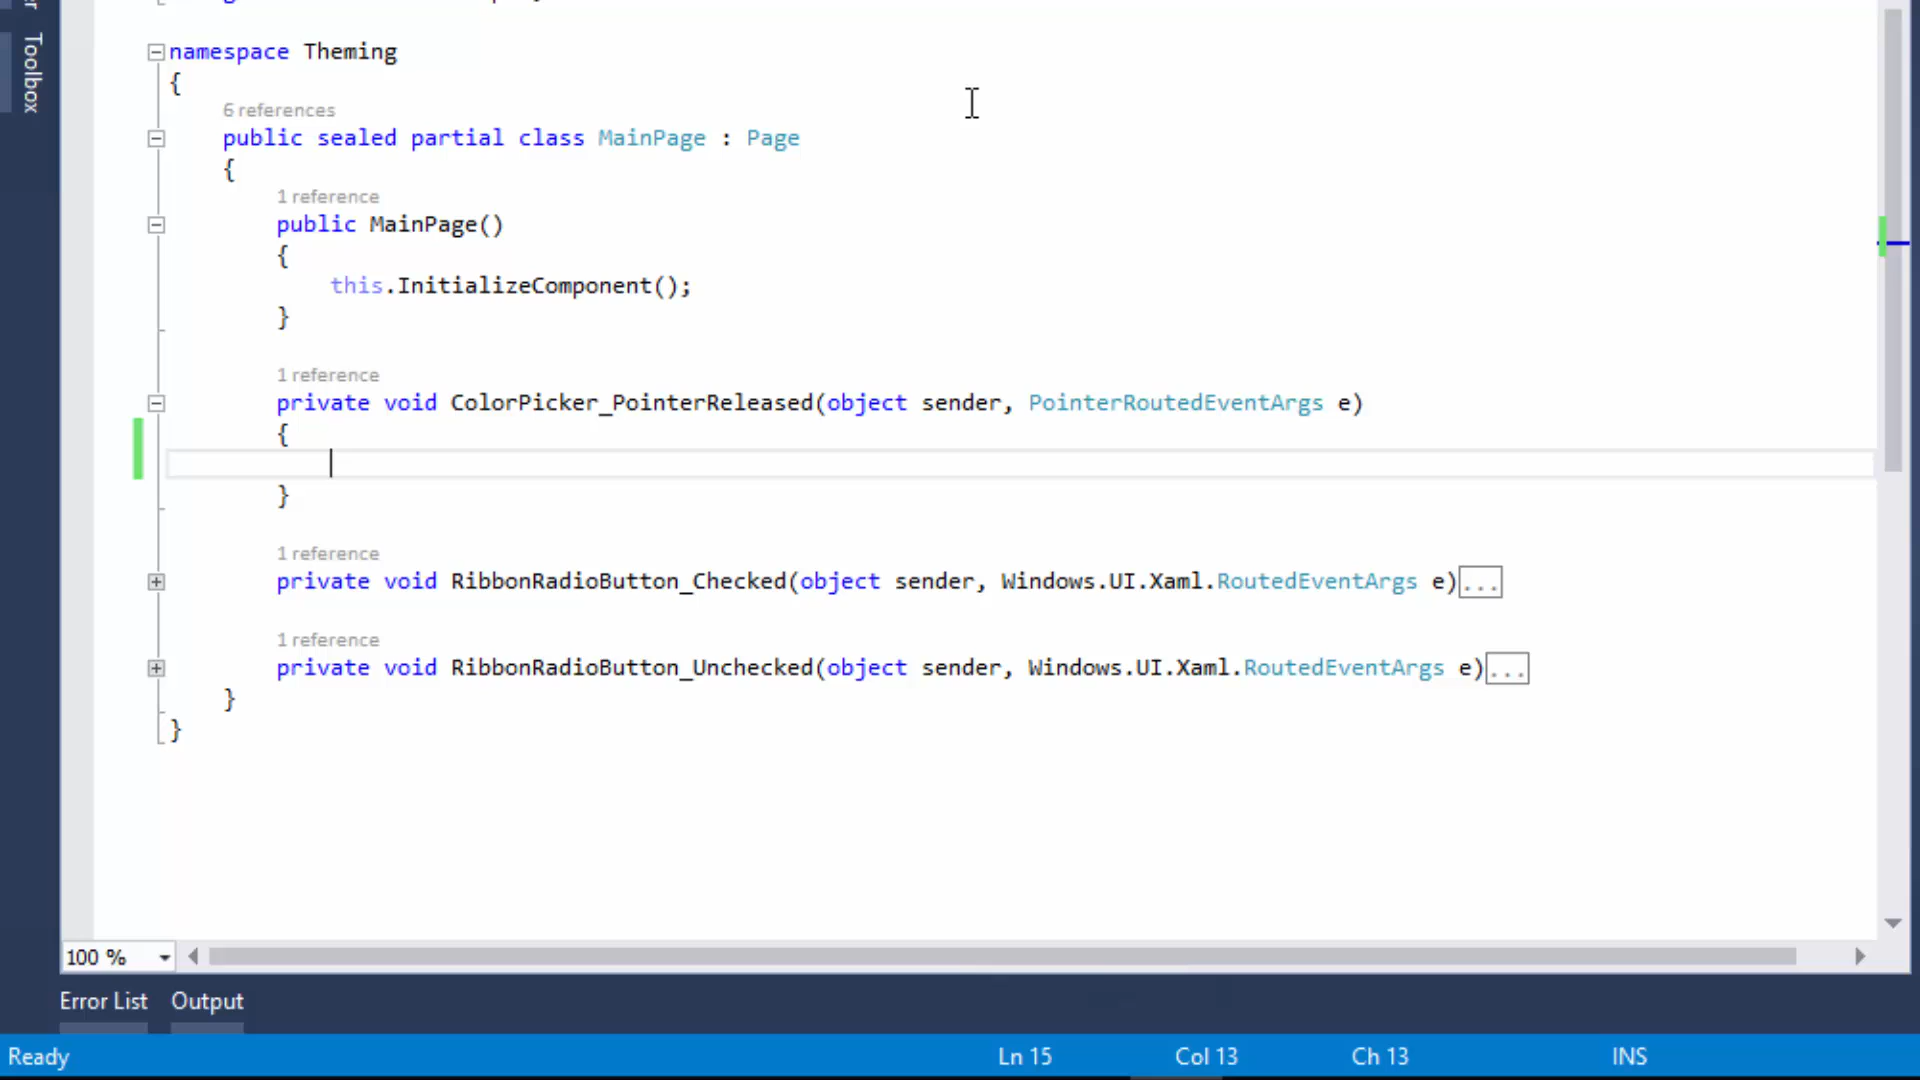 Toolbox
namespace Theming
{
6 references
public sealed partial class MainPage : Page
{
1 reference
public MainPage()
{
this.InitializeComponent();
}
1 reference
private void ColorPicker_PointerReleased(object sender, PointerRoutedEventArgs e)
{
}
1 reference
private void RibbonRadioButton_Checked(object sender, Windows.UI.Xaml.RoutedEventArgs e)...
1 reference
private void RibbonRadioButton_Unchecked(object sender, Windows.UI.Xaml.RoutedEventArgs e)...
}
}
100 %
Error List Output
Ready Ln 15 Col 13 Ch 13 INS